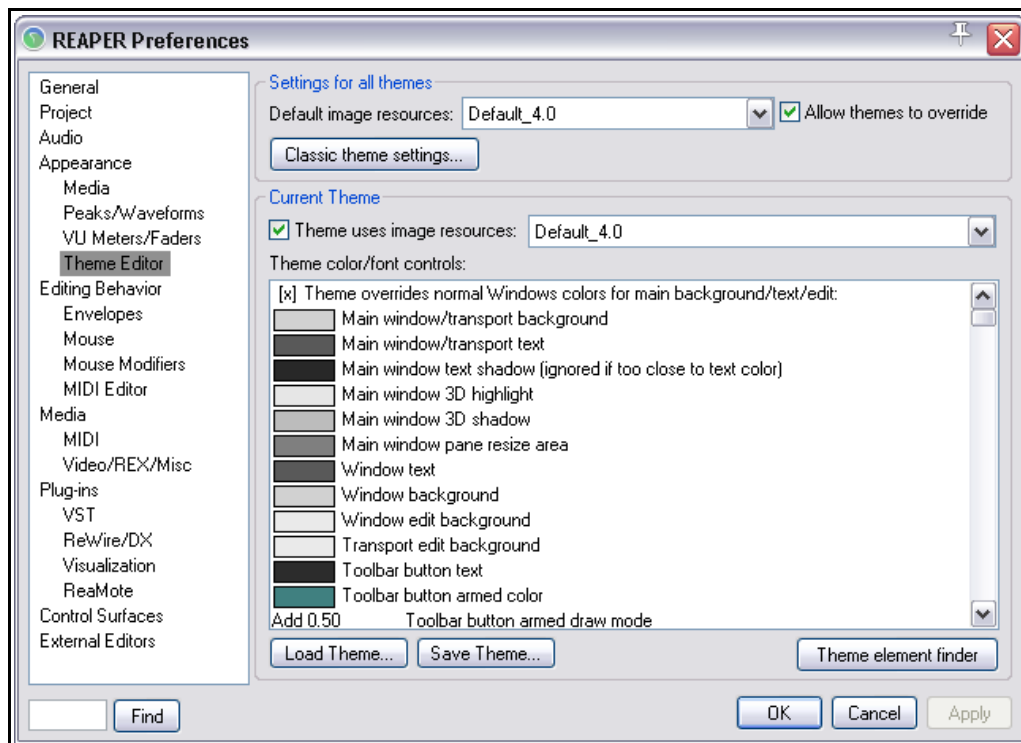 REAPER Preferences
General
Project
Audio
Appearance
Media
Peaks/Waveforms
VU Meters/Faders
Theme Editor
Editing Behavior
Envelopes
Mouse
Mouse Modifiers
MIDI Editor
Media
MIDI
Video/REX/Misc
Plug-ins
VST
ReWire/DX
Visualization
ReaMote
Control Surfaces
External Editors
Find
Settings for all themes
Default image resources: Default_4.0 Allow themes to override
Classic theme settings...
Current Theme
Theme uses image resources: Default_4.0
Theme color/font controls:
[x] Theme overrides normal Windows colors for main background/text/edit:
Main window/transport background
Main window/transport text
Main window text shadow (ignored if too close to text color)
Main window 3D highlight
Main window 3D shadow
Main window pane resize area
Window text
Window background
Window edit background
Transport edit background
Toolbar button text
Toolbar button armed color
Add 0.50 Toolbar button armed draw mode
Load Theme... Save Theme... Theme element finder
OK Cancel Apply